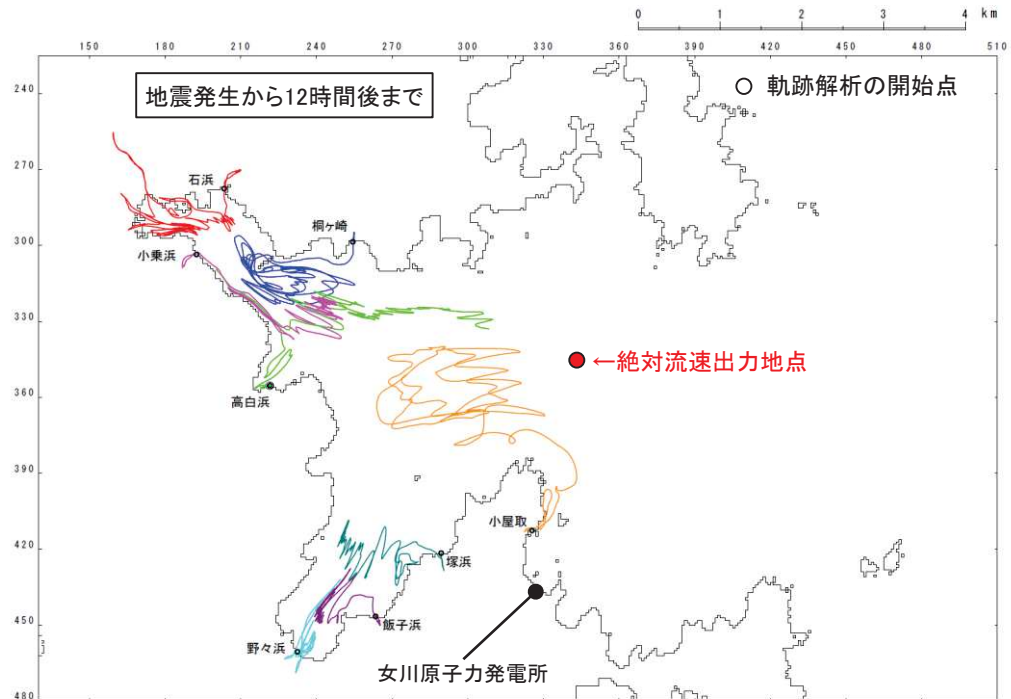 0 1 2 3 4 km
150 180 210 240 270 300 330 360 390 420 450 480 510
地震発生から12時間後まで
○ 軌跡解析の開始点
240
270
石浜
桐ヶ崎
300
小乗浜
330
←絶対流速出力地点
360
高白浜
390
小屋取
420
塚浜
飯子浜
450
野々浜
女川原子力発電所
480